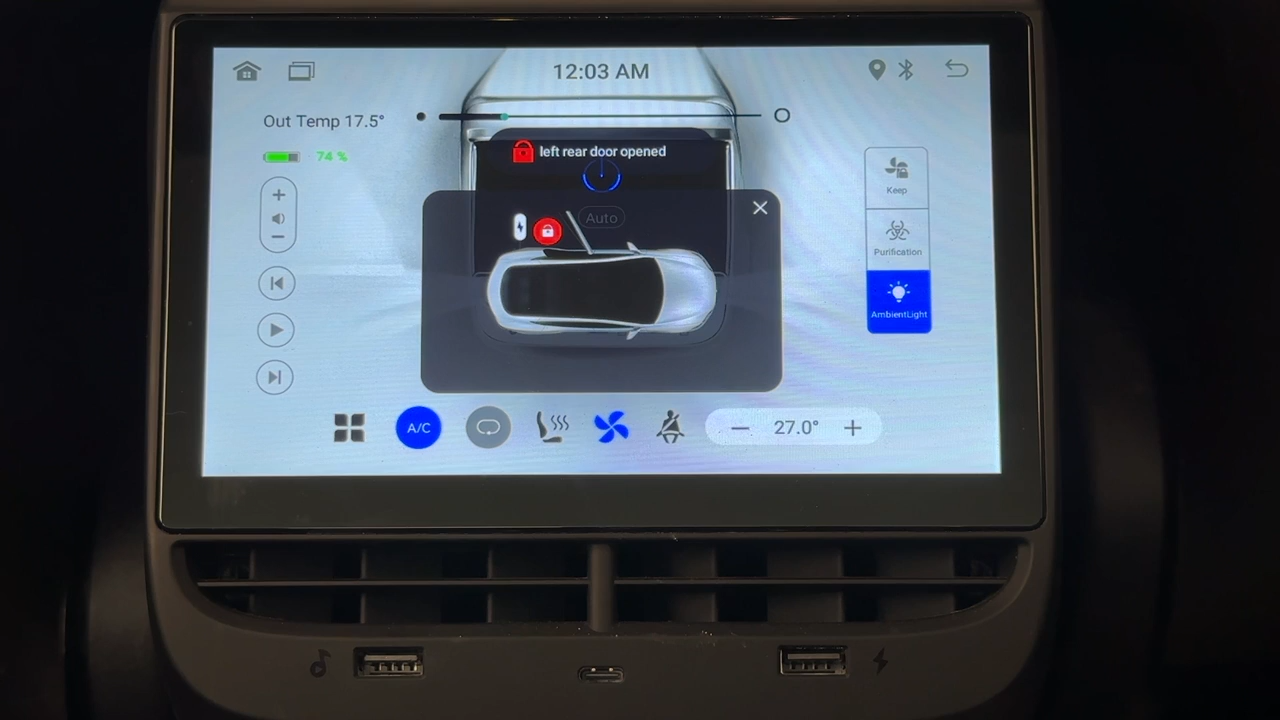 12:03 AM
Out Temp 17.5°
74 %
left rear door opened
Auto
Keep
Purification
AmbientLight
A/C
27.0°